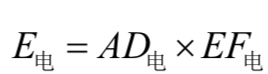 E电 = AD电 × EF电